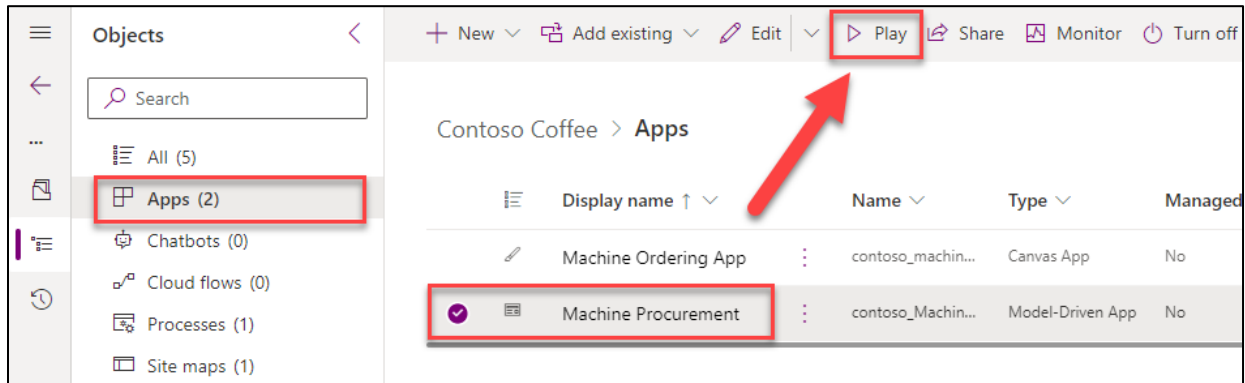 Objects
Search
All (5)
Apps (2)
Chatbots (0)
Cloud flows (0)
Processes (1)
Site maps (1)
New Add existing Edit Play Share Monitor Turn off
Contoso Coffee > Apps
Display name ↑ Name Type Managed
Machine Ordering App contoso_machin... Canvas App No
Machine Procurement contoso_Machin... Model-Driven App No